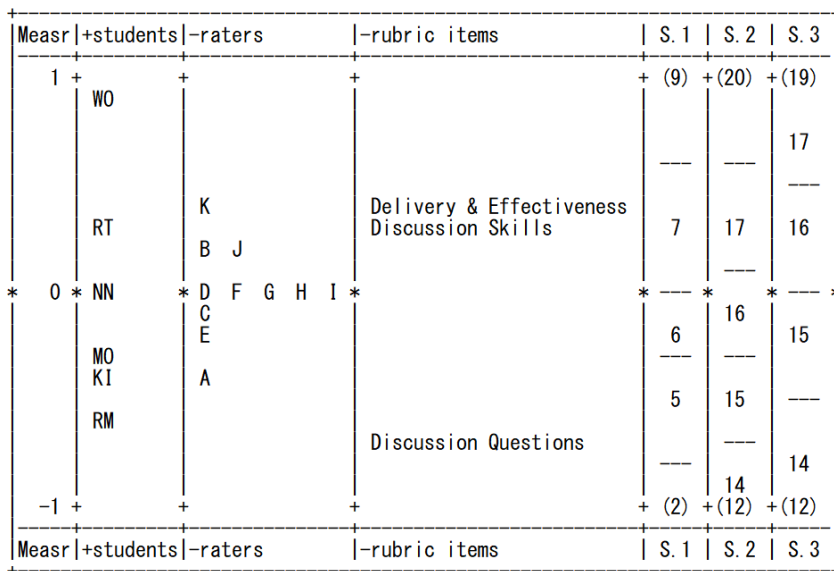 |Measr|+students|-raters |-rubric items | S.1 | S.2 | S.3
1 + + + + (9) +(20) +(19)
WO
17
--- ---
---
K Delivery & Effectiveness
RT Discussion Skills 7 17 16
B J
---
* 0 * NN * D F G H I * * --- * * --- *
C 16
E 6 15
MO --- ---
KI A
5 15 ---
RM
Discussion Questions ---
--- 14
14
-1 + + + + (2) +(12) +(12)
|Measr|+students|-raters |-rubric items | S.1 | S.2 | S.3